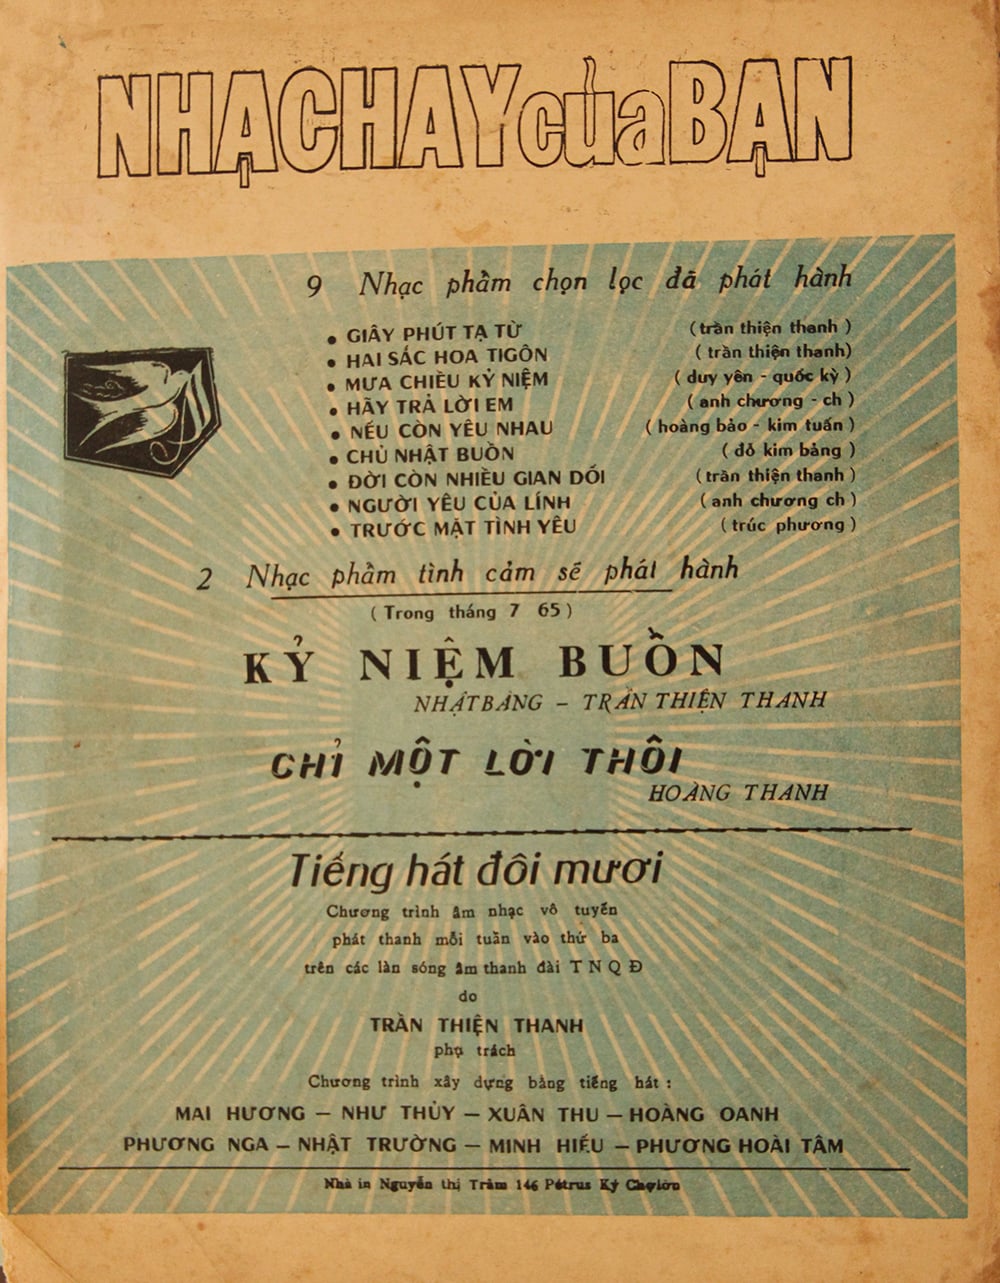 NHẠC HAY của BẠN
9 Nhạc phẩm chọn lọc đã phát hành
• GIÂY PHÚT TẠ TỪ (trần thiện thanh)
• HAI SẮC HOA TIGÔN (trần thiện thanh)
• MƯA CHIỀU KỶ NIỆM (duy yên - quốc kỳ)
• HÃY TRẢ LỜI EM (anh chương - ch)
• NẾU CÒN YÊU NHAU (hoàng bảo - kim tuấn)
• CHỦ NHẬT BUỒN (đỗ kim bảng)
• ĐỜI CÒN NHIỀU GIAN DỐI (trần thiện thanh)
• NGƯỜI YÊU CỦA LÍNH (anh chương ch)
• TRƯỚC MẶT TÌNH YÊU (trúc phương)
2 Nhạc phẩm tình cảm sẽ phát hành
(Trong tháng 7 65)
KỶ NIỆM BUỒN
NHẬT BẢNG - TRẦN THIỆN THANH
CHỈ MỘT LỜI THÔI
HOÀNG THANH
Tiếng hát đôi mươi
Chương trình âm nhạc vô tuyến
phát thanh mỗi tuần vào thứ ba
trên các làn sóng âm thanh đài T N Q Đ
do
TRẦN THIỆN THANH
phụ trách
Chương trình xây dựng bằng tiếng hát :
MAI HƯƠNG - NHƯ THỦY - XUÂN THU - HOÀNG OANH
PHƯƠNG NGA - NHẬT TRƯỜNG - MINH HIẾU - PHƯƠNG HOÀI TÂM
Nhà in Nguyễn thị Trâm 146 Pétrus Ký Chợlớn